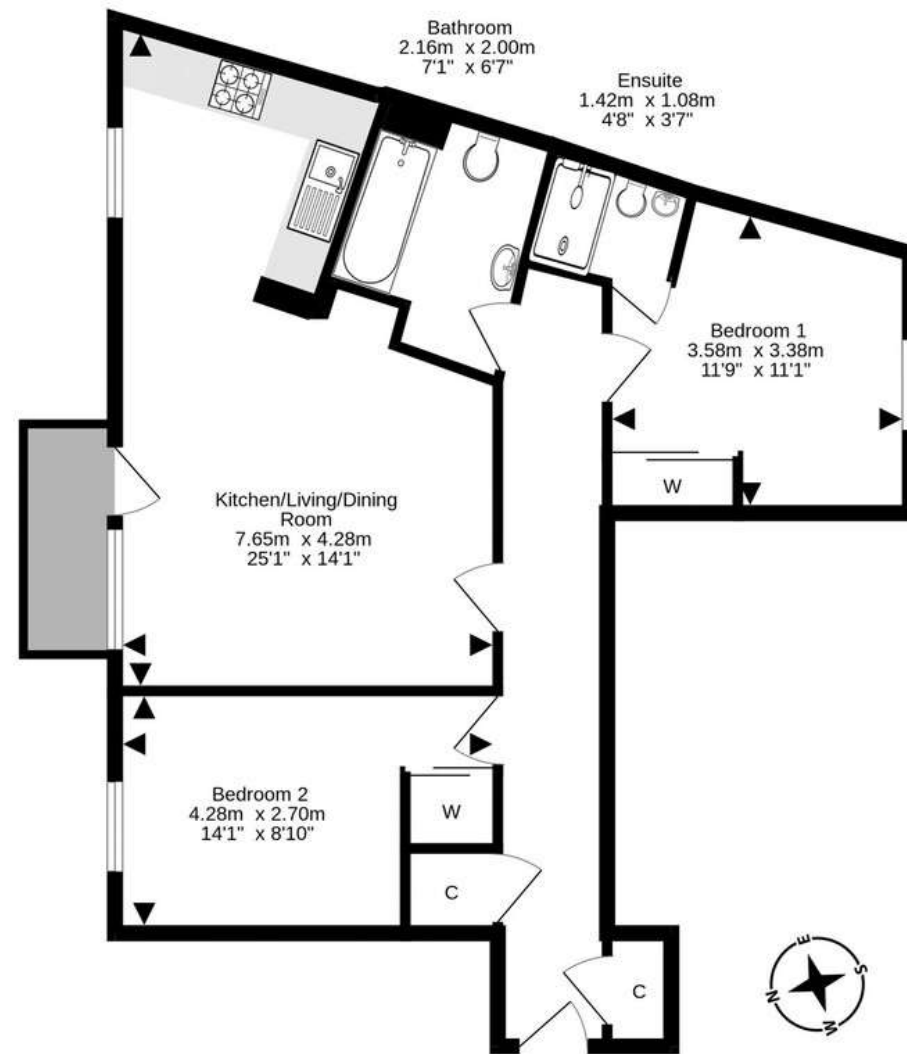 Bathroom
2.16m x 2.00m
7'1" x 6'7"
Ensuite
1.42m x 1.08m
4'8" x 3'7"
Bedroom 1
3.58m x 3.38m
11'9" x 11'1"
W
Kitchen/Living/Dining
Room
7.65m x 4.28m
25'1" x 14'1"
Bedroom 2
4.28m x 2.70m
14'1" x 8'10"
W
C
C
E
S
N
W